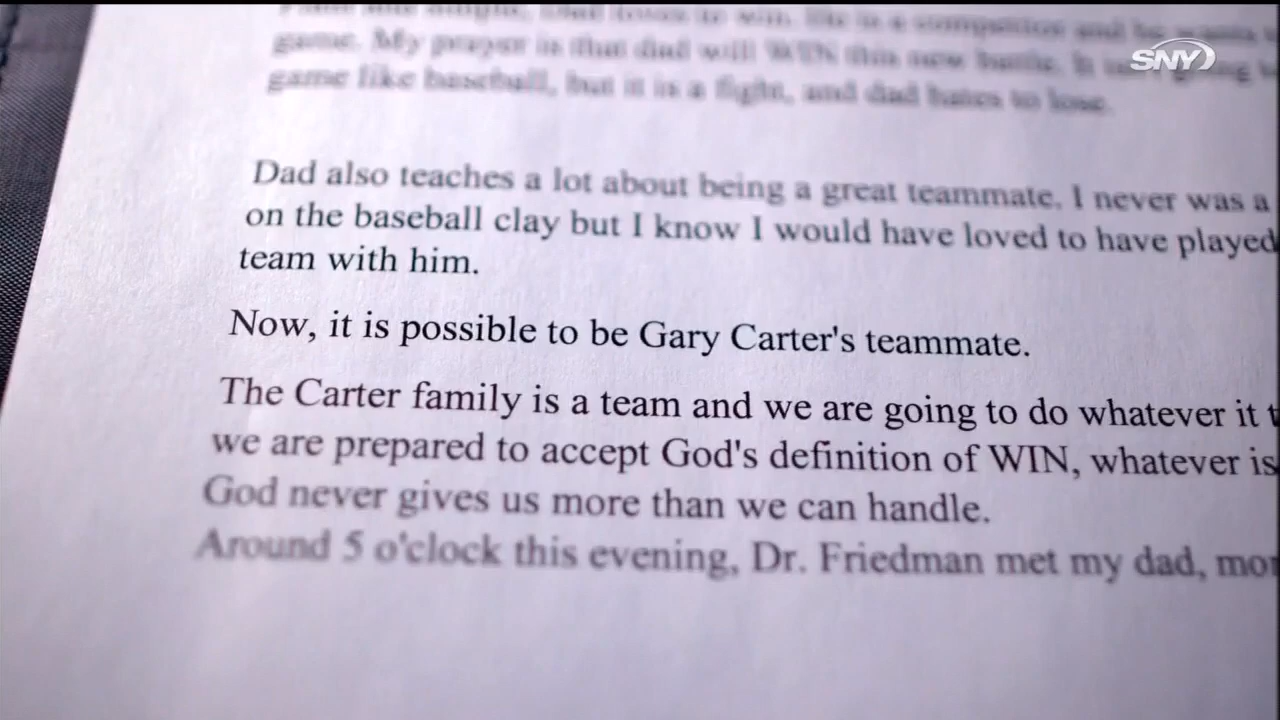 SNY
game. My prayer is that dad will WIN this new battle. It is
game like baseball, but it is a fight, and dad hates to lose.
Dad also teaches a lot about being a great teammate. I never was a
on the baseball clay but I know I would have loved to have played
team with him.
Now, it is possible to be Gary Carter's teammate.
The Carter family is a team and we are going to do whatever it t
we are prepared to accept God's definition of WIN, whatever is
God never gives us more than we can handle.
Around 5 o'clock this evening, Dr. Friedman met my dad, mo